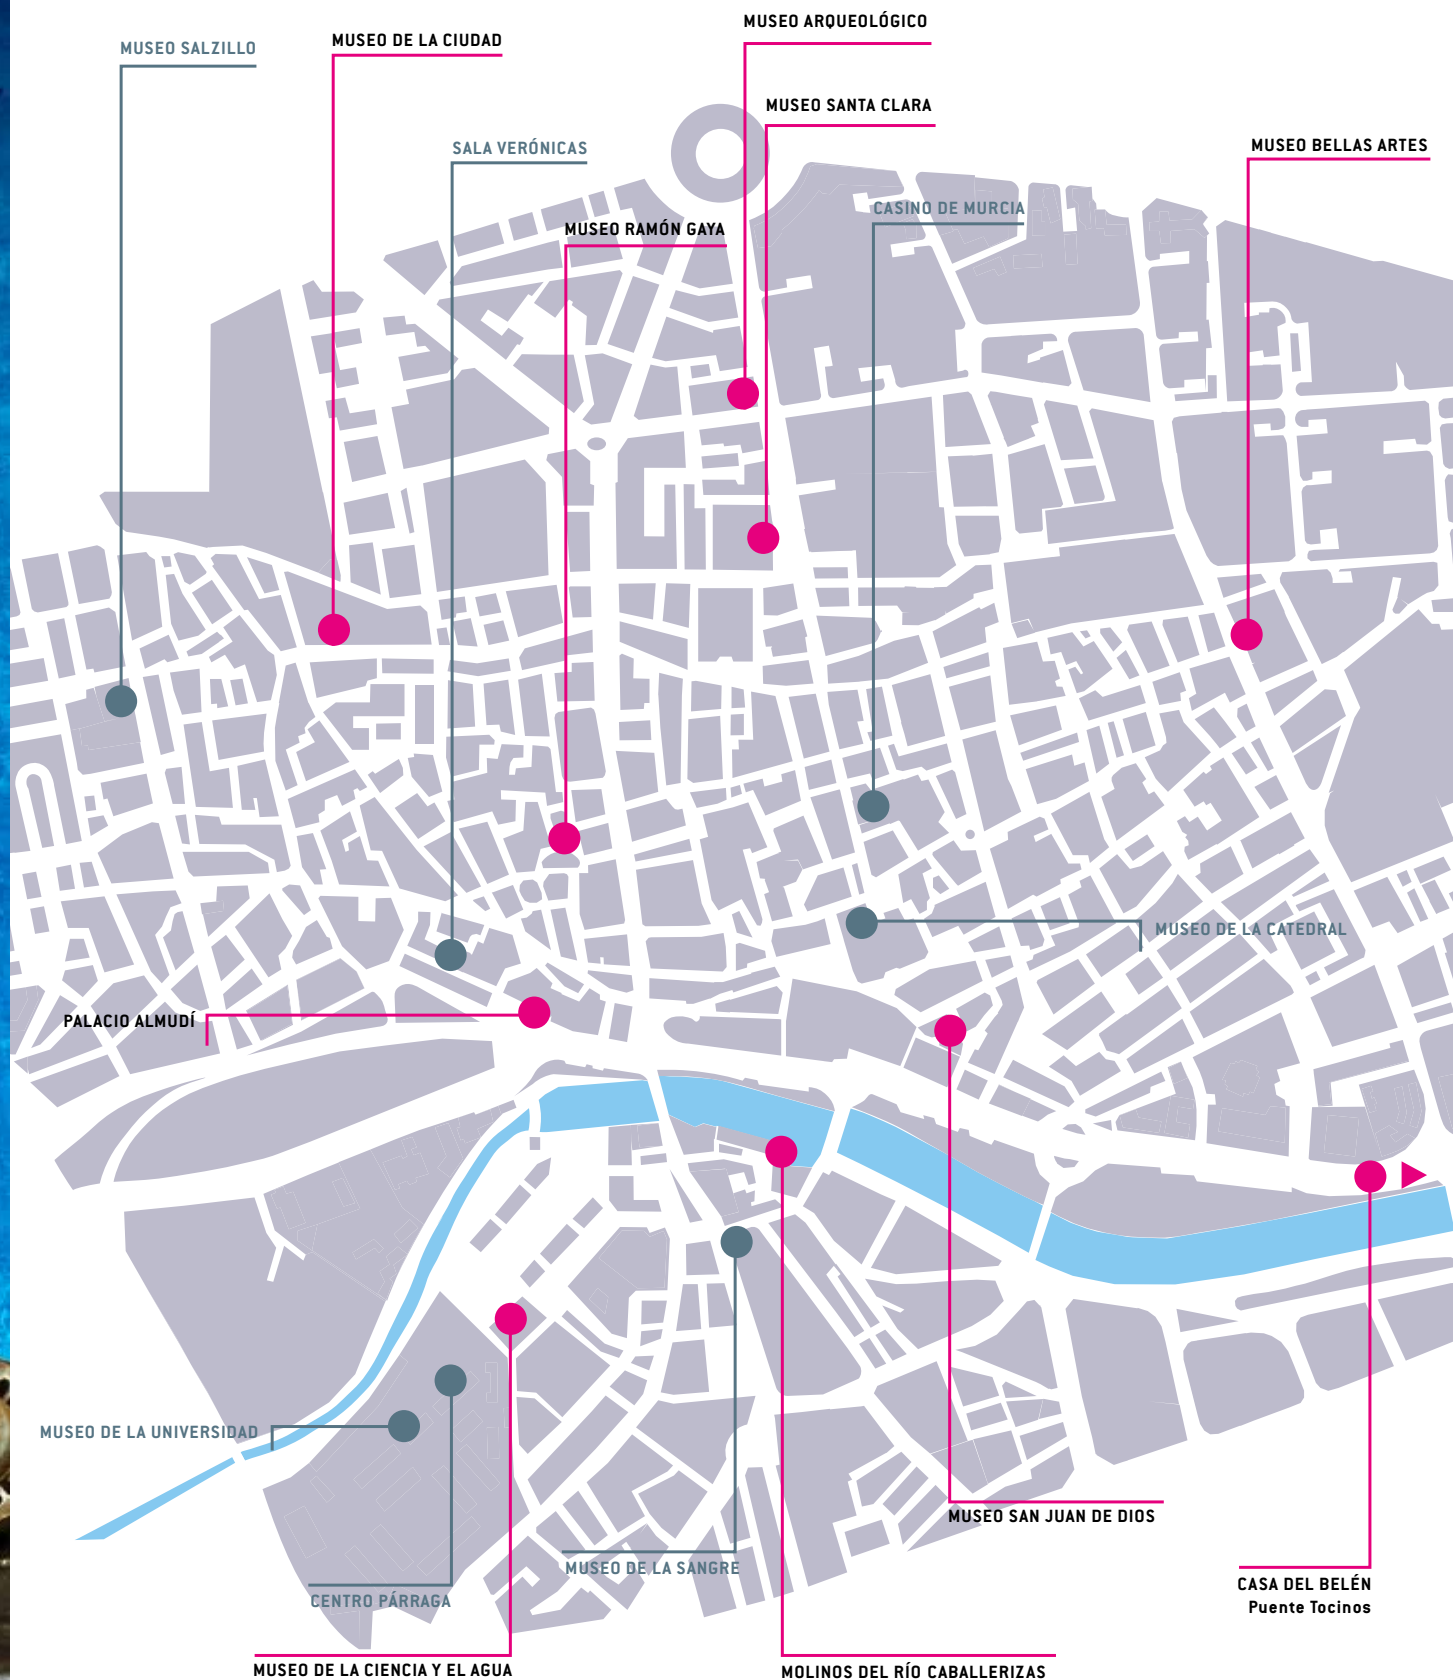 MUSEO ARQUEOLÓGICO
MUSEO DE LA CIUDAD
MUSEO SALZILLO
MUSEO SANTA CLARA
SALA VERÓNICAS
MUSEO BELLAS ARTES
CASINO DE MURCIA
MUSEO RAMÓN GAYA
MUSEO DE LA CATEDRAL
PALACIO ALMUDÍ
MUSEO DE LA UNIVERSIDAD
MUSEO SAN JUAN DE DIOS
MUSEO DE LA SANGRE
CASA DEL BELÉN
Puente Tocinos
CENTRO PÁRRAGA
MUSEO DE LA CIENCIA Y EL AGUA
MOLINOS DEL RÍO CABALLERIZAS